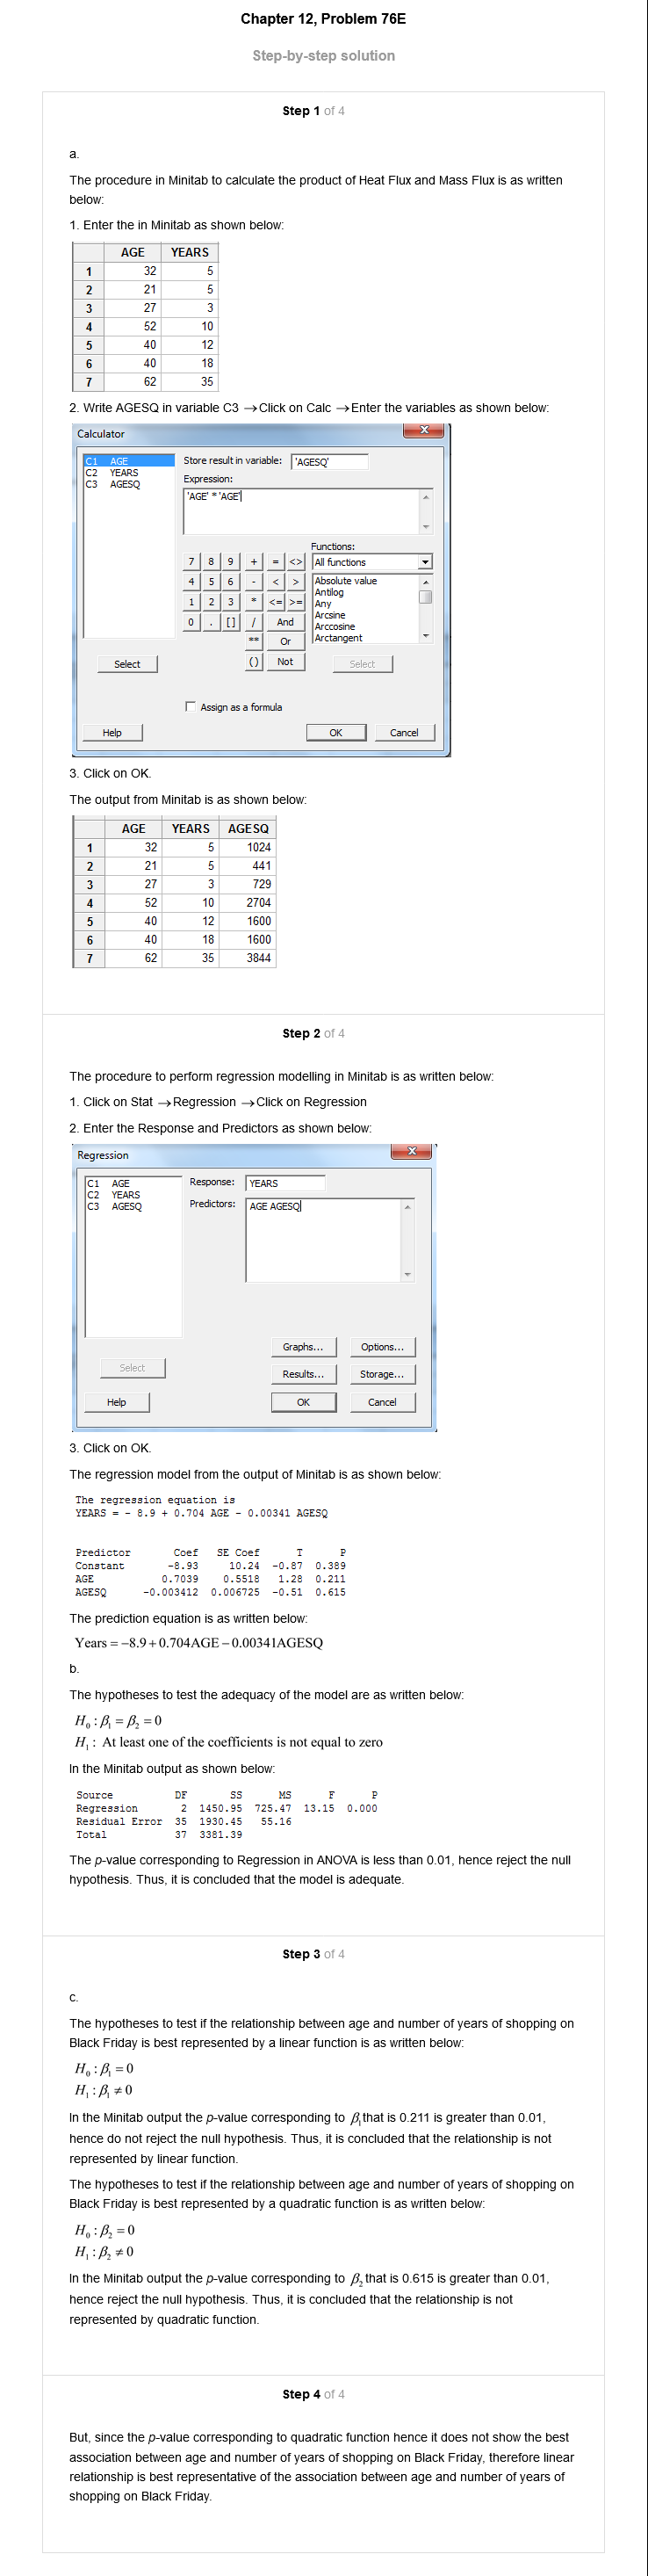 Chapter 12, Problem 76E
Step-by-step solution
Step 1 of 4
a.
The procedure in Minitab to calculate the product of Heat Flux and Mass Flux is as written
below:
1. Enter the in Minitab as shown below:
AGE YEARS
1 32 5
2 21 5
3 27 3
4 52 10
5 40 12
6 40 18
7 62 35
2. Write AGESQ in variable C3 →Click on Calc →Enter the variables as shown below:
Calculator
C1 AGE
C2 YEARS
C3 AGESQ
Store result in variable: 'AGESQ'
Expression:
'AGE' * 'AGE'
Functions:
7 8 9 + = <> All functions
4 5 6 - < > Absolute value
Antilog
1 2 3 * <= >= Any
Arcsine
0 . [] / And Arccosine
** Or Arctangent
Select () Not Select
Assign as a formula
Help OK Cancel
3. Click on OK.
The output from Minitab is as shown below:
AGE YEARS AGESQ
1 32 5 1024
2 21 5 441
3 27 3 729
4 52 10 2704
5 40 12 1600
6 40 18 1600
7 62 35 3844
Step 2 of 4
The procedure to perform regression modelling in Minitab is as written below:
1. Click on Stat →Regression →Click on Regression
2. Enter the Response and Predictors as shown below:
Regression
C1 AGE
C2 YEARS
C3 AGESQ
Response: YEARS
Predictors: AGE AGESQ
Graphs... Options...
Select
Results... Storage...
Help OK Cancel
3. Click on OK.
The regression model from the output of Minitab is as shown below:
The regression equation is
YEARS = - 8.9 + 0.704 AGE - 0.00341 AGESQ
Predictor Coef SE Coef T P
Constant -8.93 10.24 -0.87 0.389
AGE 0.7039 0.5518 1.28 0.211
AGESQ -0.003412 0.006725 -0.51 0.615
The prediction equation is as written below:
Years = −8.9 + 0.704AGE − 0.00341AGESQ
b.
The hypotheses to test the adequacy of the model are as written below:
H₀ : β₁ = β₂ = 0
H₁ : At least one of the coefficients is not equal to zero
In the Minitab output as shown below:
Source DF SS MS F P
Regression 2 1450.95 725.47 13.15 0.000
Residual Error 35 1930.45 55.16
Total 37 3381.39
The p-value corresponding to Regression in ANOVA is less than 0.01, hence reject the null
hypothesis. Thus, it is concluded that the model is adequate.
Step 3 of 4
c.
The hypotheses to test if the relationship between age and number of years of shopping on
Black Friday is best represented by a linear function is as written below:
H₀ : β₁ = 0
H₁ : β₁ ≠ 0
In the Minitab output the p-value corresponding to β₁ that is 0.211 is greater than 0.01,
hence do not reject the null hypothesis. Thus, it is concluded that the relationship is not
represented by linear function.
The hypotheses to test if the relationship between age and number of years of shopping on
Black Friday is best represented by a quadratic function is as written below:
H₀ : β₂ = 0
H₁ : β₂ ≠ 0
In the Minitab output the p-value corresponding to β₂ that is 0.615 is greater than 0.01,
hence reject the null hypothesis. Thus, it is concluded that the relationship is not
represented by quadratic function.
Step 4 of 4
But, since the p-value corresponding to quadratic function hence it does not show the best
association between age and number of years of shopping on Black Friday, therefore linear
relationship is best representative of the association between age and number of years of
shopping on Black Friday.